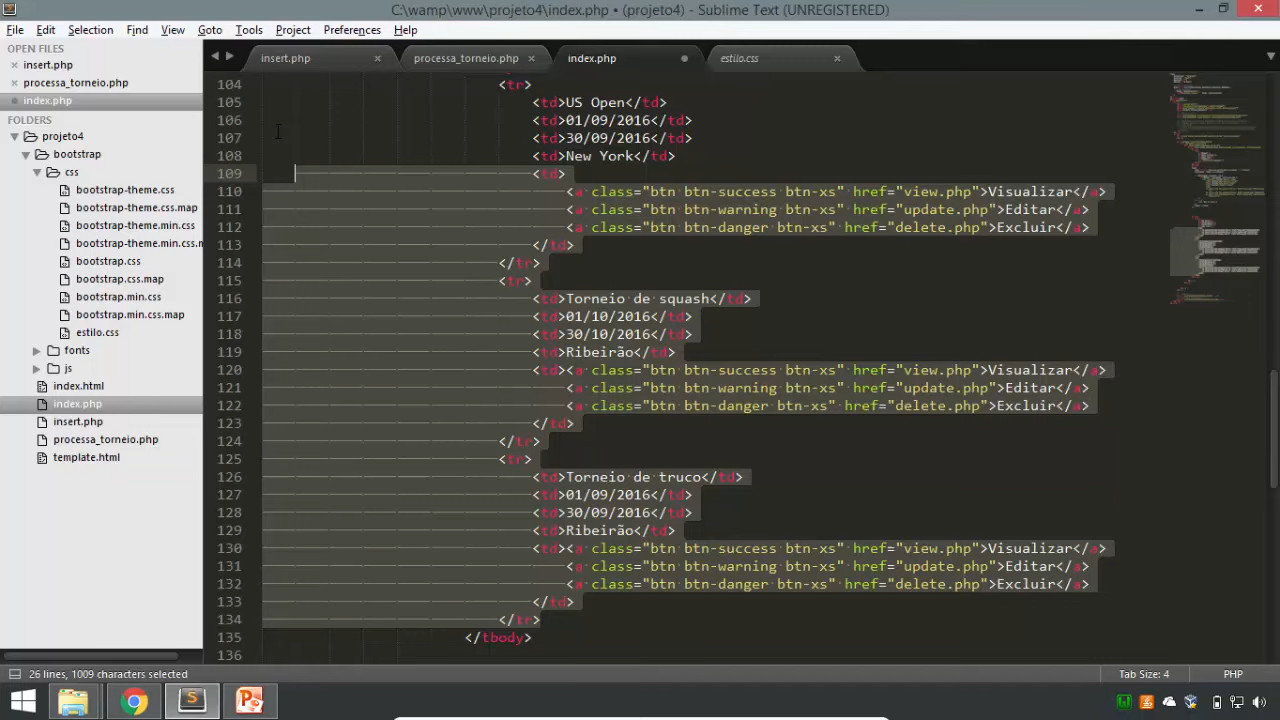 C:\wamp\www\projeto4\index.php • (projeto4) - Sublime Text (UNREGISTERED)
File Edit Selection Find View Goto Tools Project Preferences Help
OPEN FILES
insert.php
processa_torneio.php
index.php
FOLDERS
projeto4
bootstrap
css
bootstrap-theme.css
bootstrap-theme.css.map
bootstrap-theme.min.css
bootstrap-theme.min.css.m
bootstrap.css
bootstrap.css.map
bootstrap.min.css
bootstrap.min.css.map
estilo.css
fonts
js
index.html
index.php
insert.php
processa_torneio.php
template.html
insert.php processa_torneio.php index.php estilo.css
104 <tr>
105 <td>US Open</td>
106 <td>01/09/2016</td>
107 <td>30/09/2016</td>
108 <td>New York</td>
109 <td>
110 <a class="btn btn-success btn-xs" href="view.php">Visualizar</a>
111 <a class="btn btn-warning btn-xs" href="update.php">Editar</a>
112 <a class="btn btn-danger btn-xs" href="delete.php">Excluir</a>
113 </td>
114 </tr>
115 <tr>
116 <td>Torneio de squash</td>
117 <td>01/10/2016</td>
118 <td>30/10/2016</td>
119 <td>Ribeirão</td>
120 <td><a class="btn btn-success btn-xs" href="view.php">Visualizar</a>
121 <a class="btn btn-warning btn-xs" href="update.php">Editar</a>
122 <a class="btn btn-danger btn-xs" href="delete.php">Excluir</a>
123 </td>
124 </tr>
125 <tr>
126 <td>Torneio de truco</td>
127 <td>01/09/2016</td>
128 <td>30/09/2016</td>
129 <td>Ribeirão</td>
130 <td><a class="btn btn-success btn-xs" href="view.php">Visualizar</a>
131 <a class="btn btn-warning btn-xs" href="update.php">Editar</a>
132 <a class="btn btn-danger btn-xs" href="delete.php">Excluir</a>
133 </td>
134 </tr>
135 </tbody>
136
26 lines, 1009 characters selected Tab Size: 4 PHP